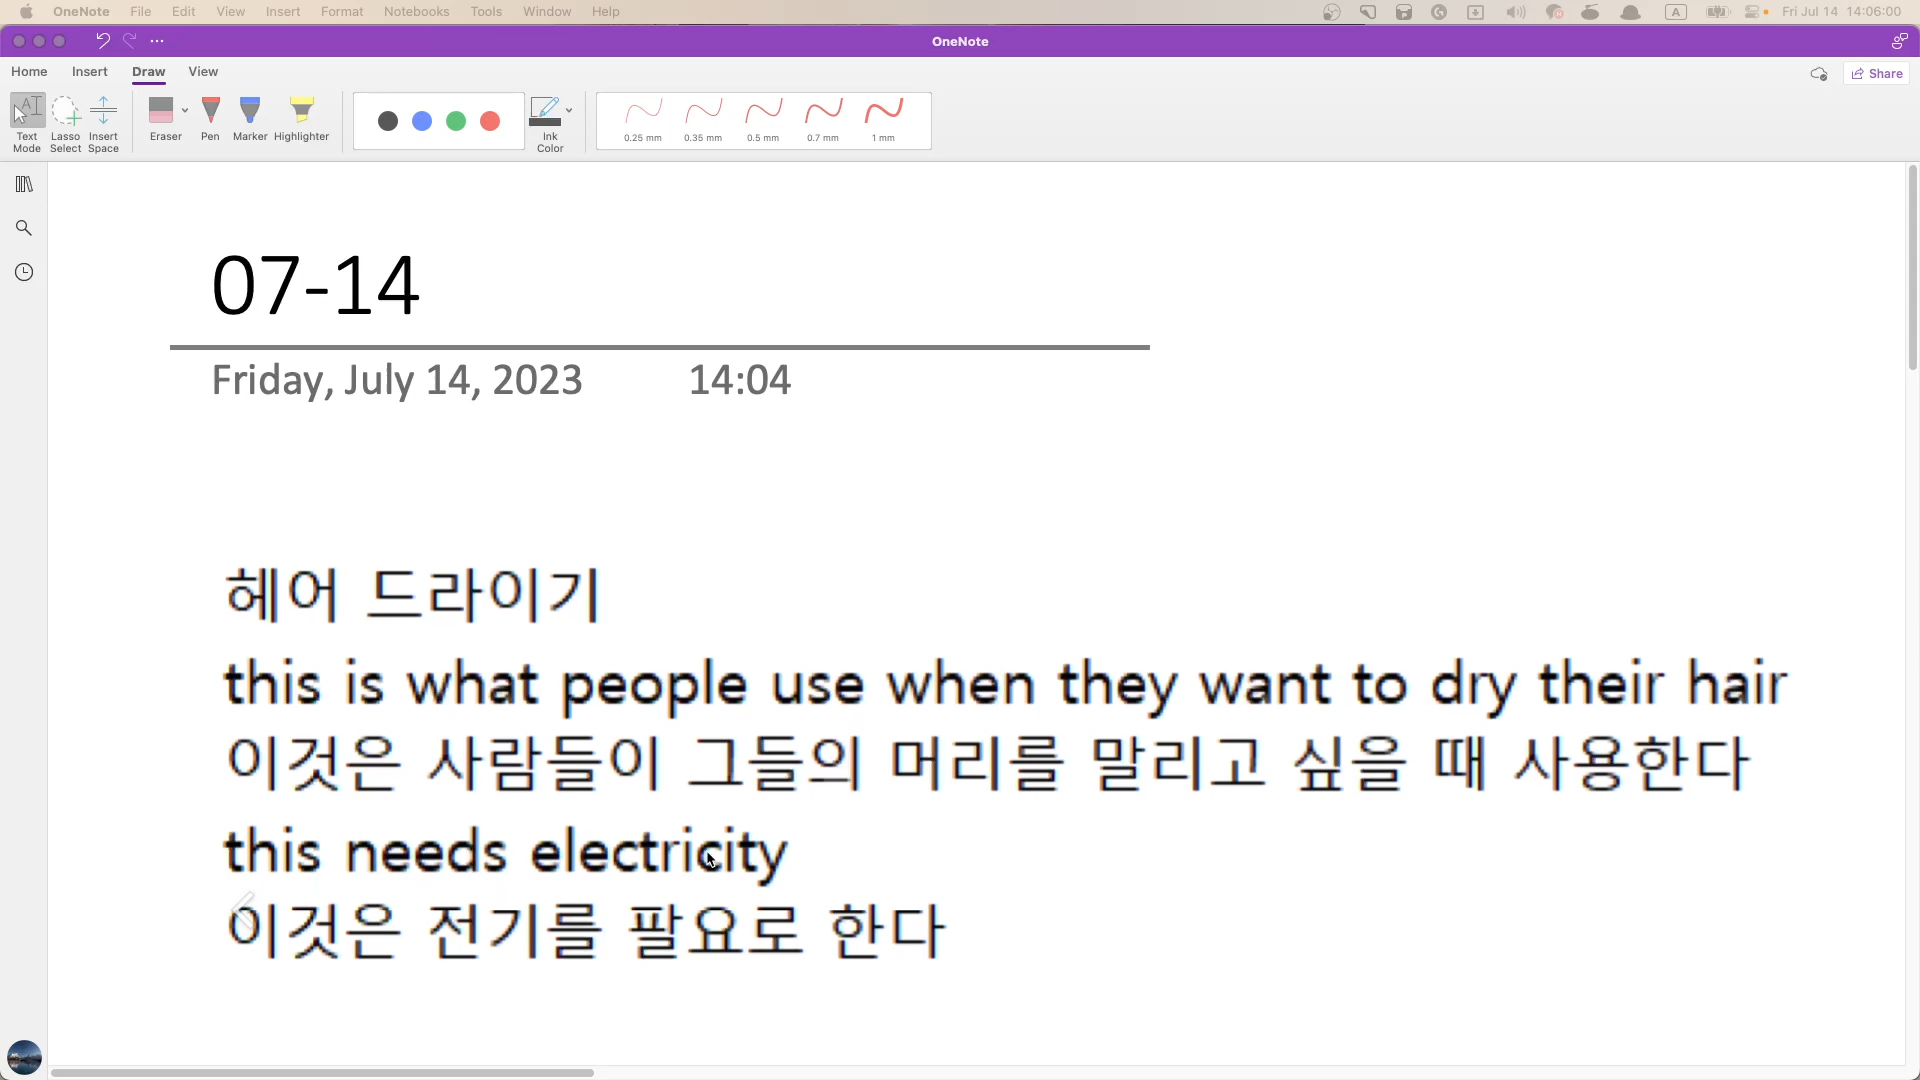 OneNote File Edit View Insert Format Notebooks Tools Window Help A Fri Jul 14 14:06:00
OneNote
Home Insert Draw View Share
Text Mode Lasso Select Insert Space Eraser Pen Marker Highlighter Ink Color 0.25 mm 0.35 mm 0.5 mm 0.7 mm 1 mm
07-14
Friday, July 14, 2023 14:04
헤어 드라이기
this is what people use when they want to dry their hair
이것은 사람들이 그들의 머리를 말리고 싶을 때 사용한다
this needs electricity
이것은 전기를 팔요로 한다